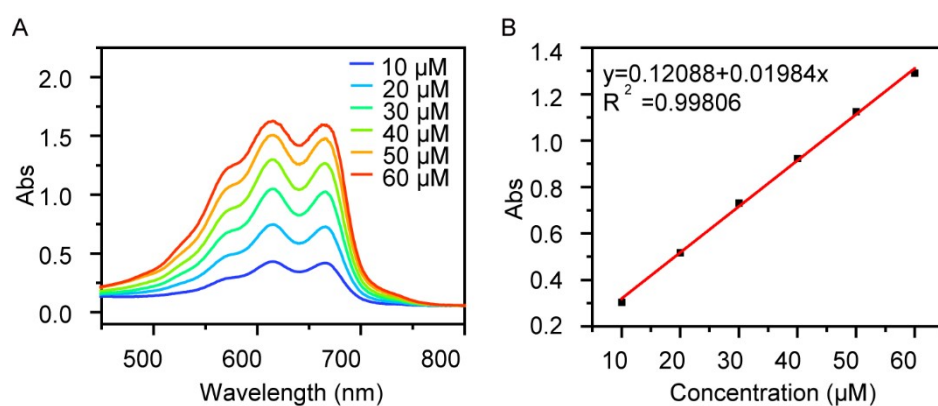 A
Abs
2.0
1.5
1.0
0.5
0.0
10 µM
20 µM
30 µM
40 µM
50 µM
60 µM
500 600 700 800
Wavelength (nm)
B
Abs
1.4
1.2
1.0
0.8
0.6
0.4
0.2
y=0.12088+0.01984x
R² =0.99806
10 20 30 40 50 60
Concentration (µM)